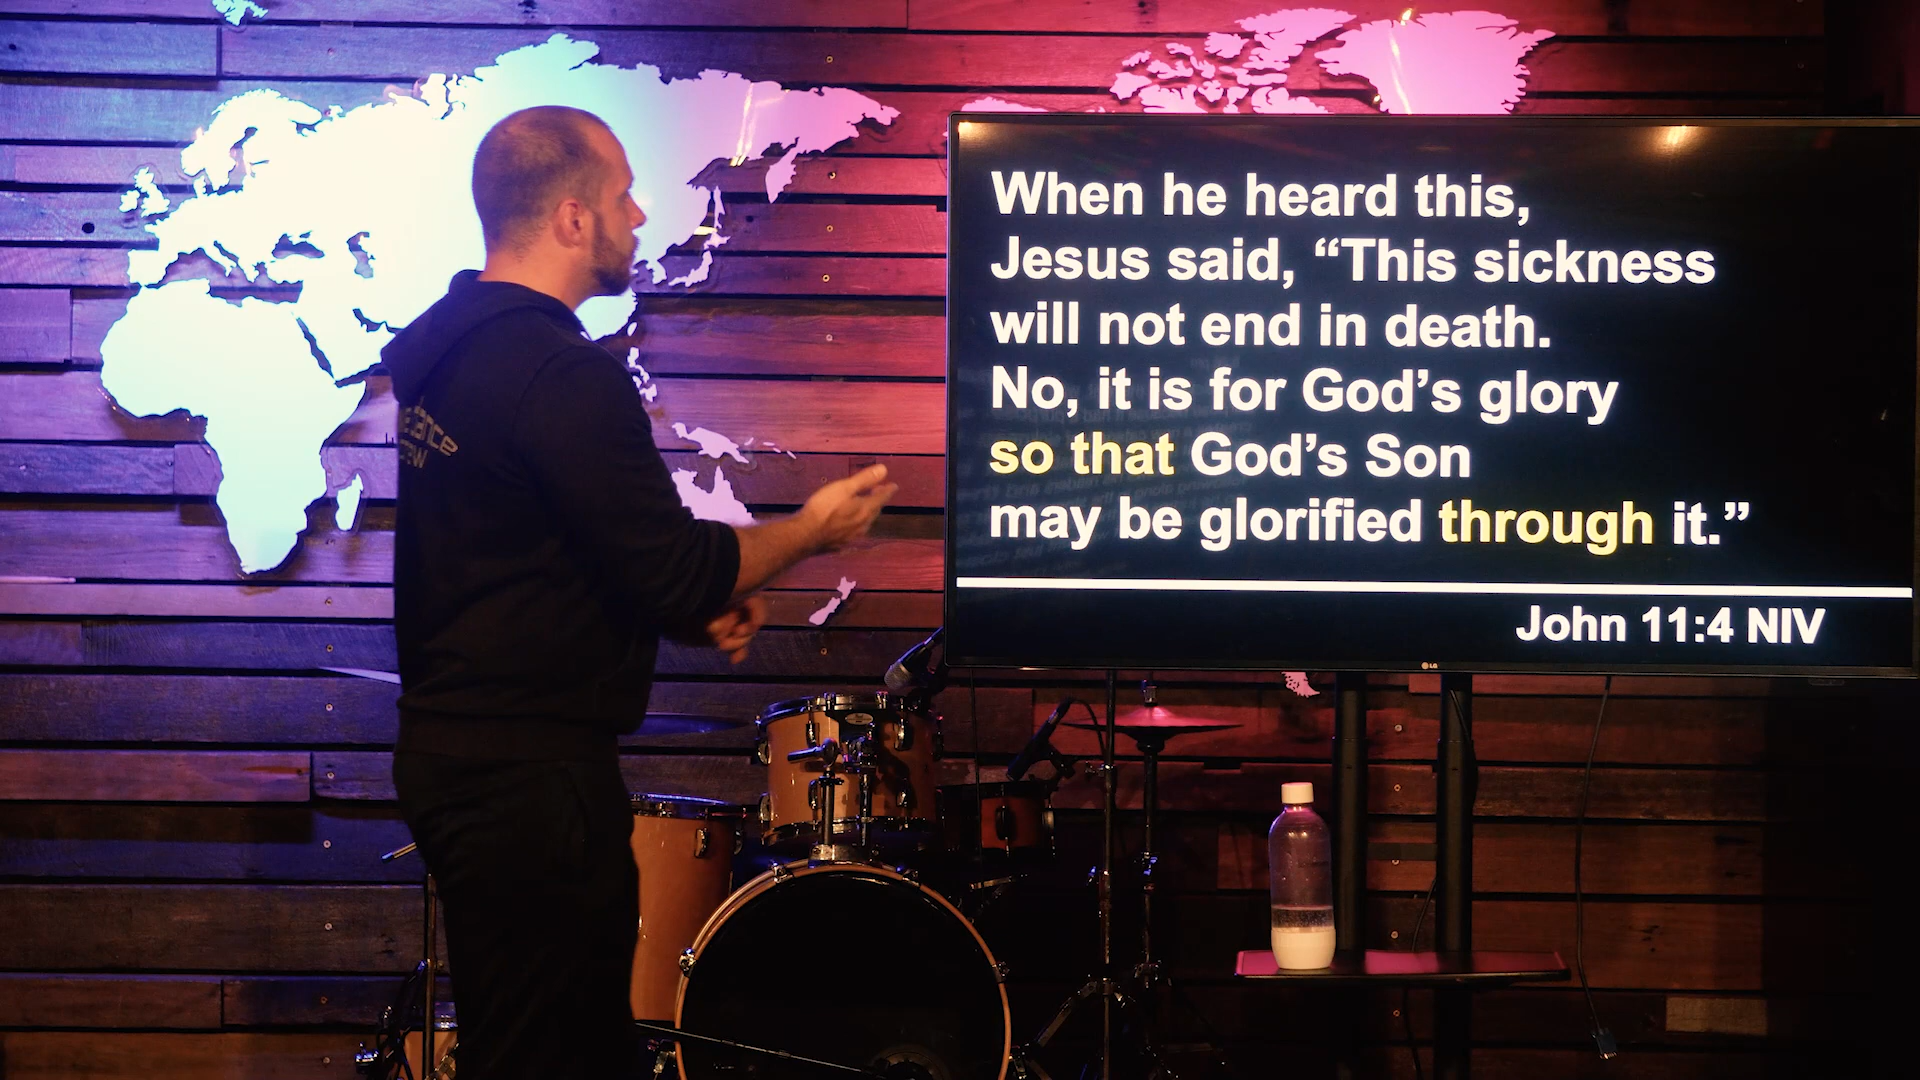 When he heard this,
Jesus said, “This sickness
will not end in death.
No, it is for God’s glory
so that God’s Son
may be glorified through it.”
John 11:4 NIV
LG